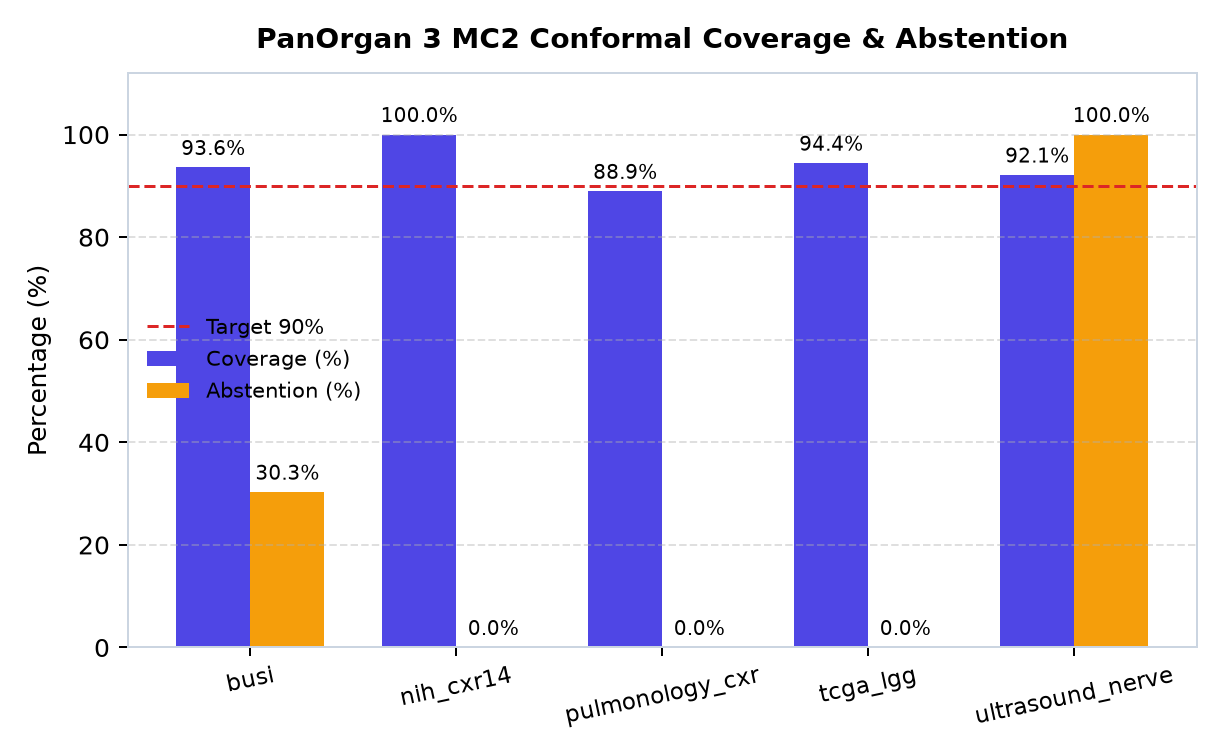 PanOrgan 3 MC2 Conformal Coverage & Abstention
Percentage (%)
100
80
60
40
20
0
93.6%
30.3%
100.0%
0.0%
88.9%
0.0%
94.4%
0.0%
92.1%
100.0%
Target 90%
Coverage (%)
Abstention (%)
busi
nih_cxr14
pulmonology_cxr
tcga_lgg
ultrasound_nerve